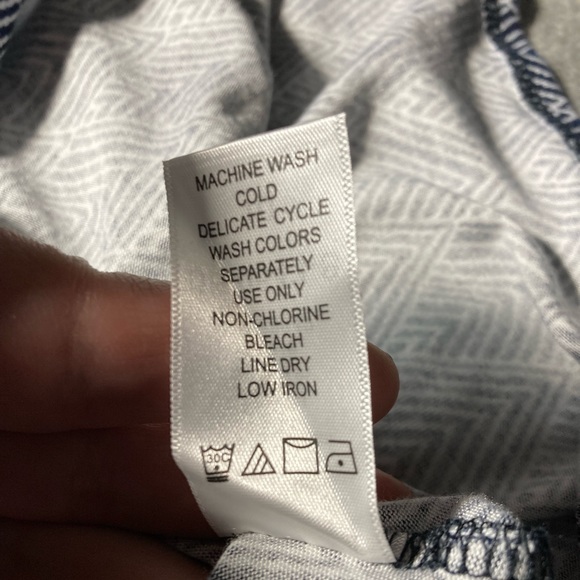 MACHINE WASH
COLD
DELICATE CYCLE
WASH COLORS
SEPARATELY
USE ONLY
NON-CHLORINE
BLEACH
LINE DRY
LOW IRON
30C